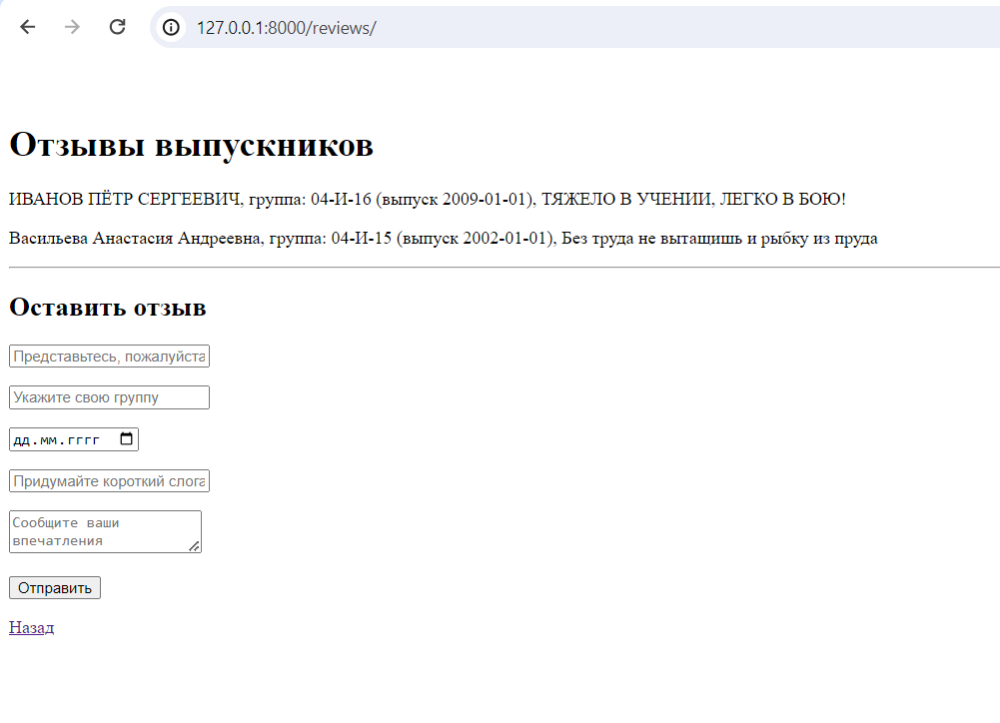 127.0.0.1:8000/reviews/
Отзывы выпускников
ИВАНОВ ПЁТР СЕРГЕЕВИЧ, группа: 04-И-16 (выпуск 2009-01-01), ТЯЖЕЛО В УЧЕНИИ, ЛЕГКО В БОЮ!
Васильева Анастасия Андреевна, группа: 04-И-15 (выпуск 2002-01-01), Без труда не вытащишь и рыбку из пруда
Оставить отзыв
Представьтесь, пожалуйста
Укажите свою группу
дд.мм.гггг
Придумайте короткий слога
Сообщите ваши
впечатления
Отправить
Назад